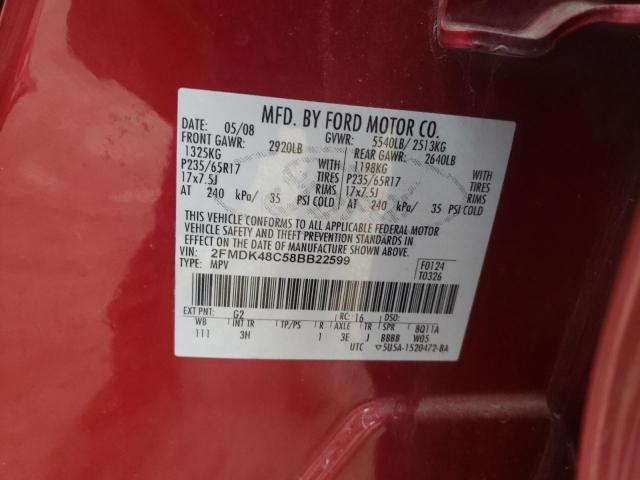 MFD. BY FORD MOTOR CO.
DATE: 05/08 GVWR: 5540LB/ 2513KG
FRONT GAWR: 2920LB REAR GAWR: 2640LB
1325KG WITH 1198KG WITH
P235/65R17 TIRES P235/65R17 TIRES
17x7.5J RIMS 17x7.5J RIMS
AT 240 kPa/ 35 PSI COLD AT 240 kPa/ 35 PSI COLD
THIS VEHICLE CONFORMS TO ALL APPLICABLE FEDERAL MOTOR
VEHICLE SAFETY AND THEFT PREVENTION STANDARDS IN
EFFECT ON THE DATE OF MANUFACTURE SHOWN ABOVE.
VIN: 2FMDK48C58BB22599
TYPE: MPV
F0124
T0326
EXT PNT: G2 RC: 16 DSO:
WB INT TR TP/PS R AXLE TR SPR BQ11A
111 3H 1 3E J BBBB W05
UTC ▽5U5A-1520472-BA